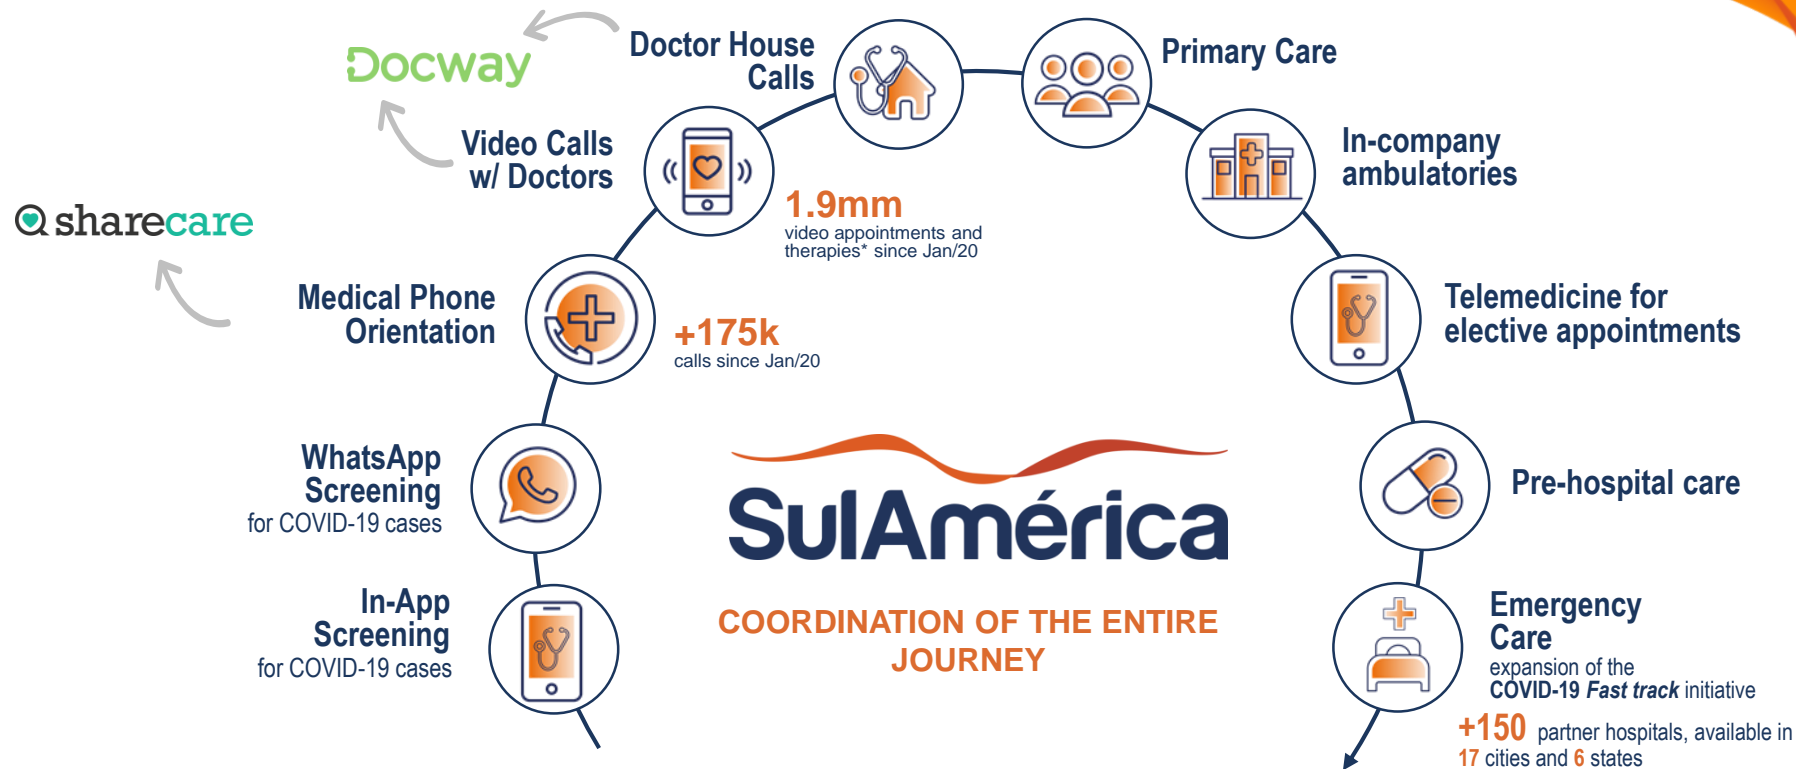 Docway
Doctor House
Calls
Primary Care
Video Calls
w/ Doctors
In-company
ambulatories
1.9mm
video appointments and
therapies* since Jan/20
sharecare
Medical Phone
Orientation
+175k
calls since Jan/20
Telemedicine for
elective appointments
WhatsApp
Screening
for COVID-19 cases
Pre-hospital care
SulAmérica
In-App
Screening
for COVID-19 cases
COORDINATION OF THE ENTIRE
JOURNEY
Emergency
Care
expansion of the
COVID-19 Fast track initiative
+150 partner hospitals, available in
17 cities and 6 states